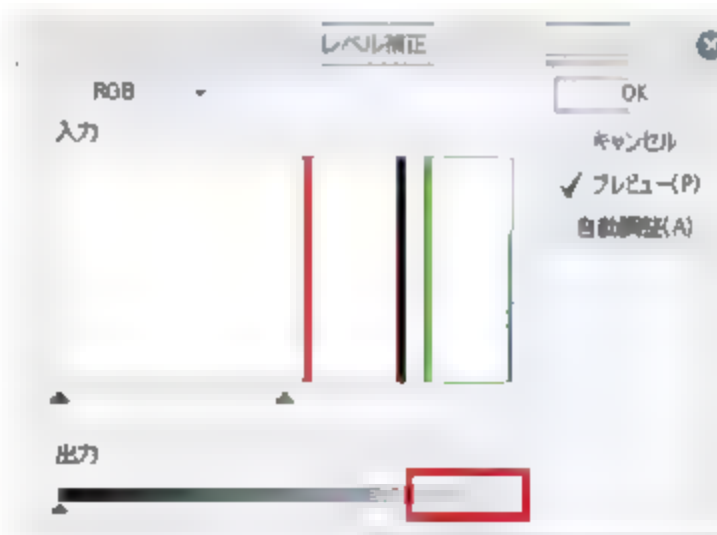 レベル補正
RGB
OK
入力
キャンセル
プレビュー(P)
自動調整(A)
出力